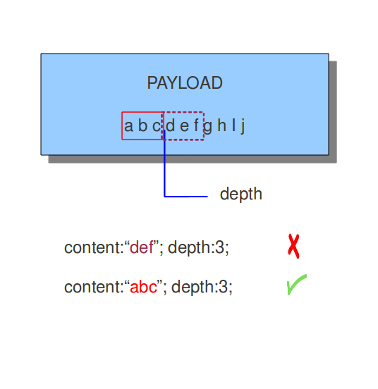 PAYLOAD
a b c d e f g h I j
depth
content:“def”; depth:3;
content:“abc”; depth:3;